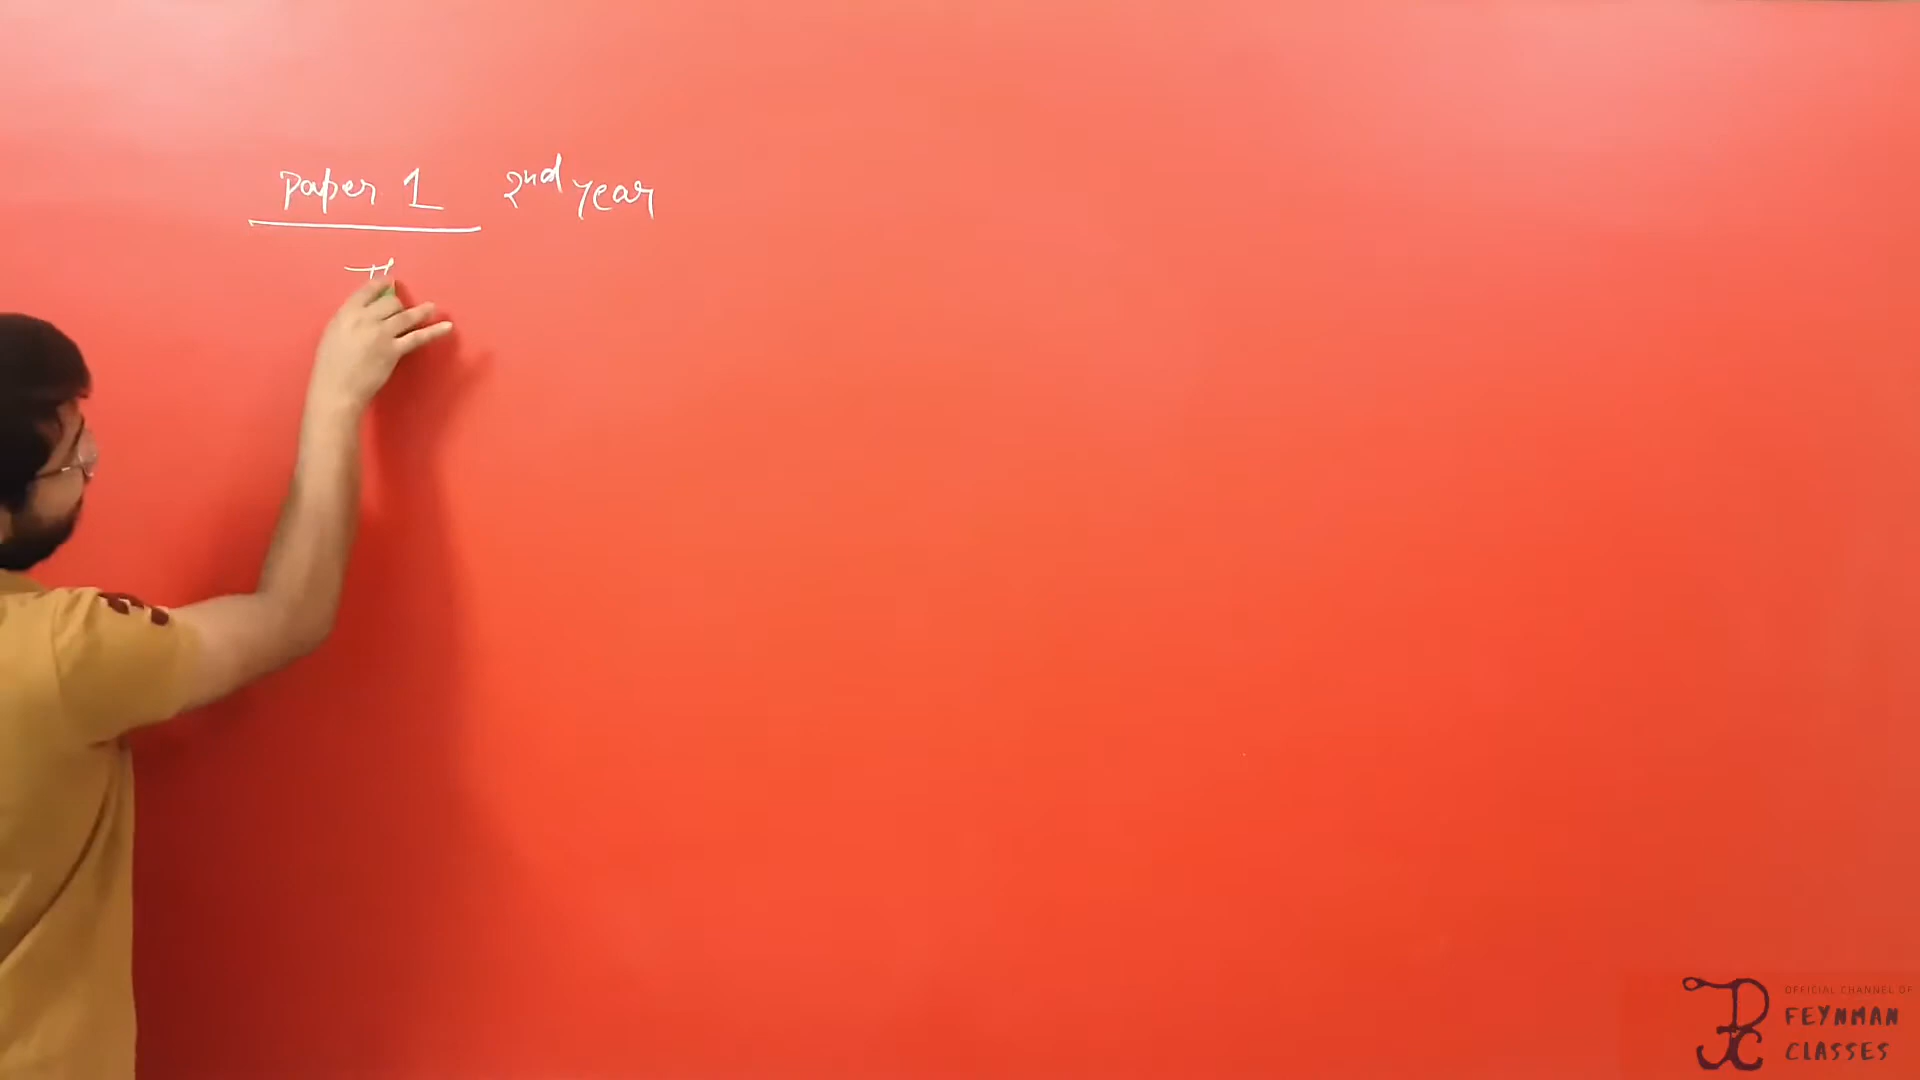 Paper 1 2nd year
OFFICIAL CHANNEL OF
FEYNMAN
CLASSES